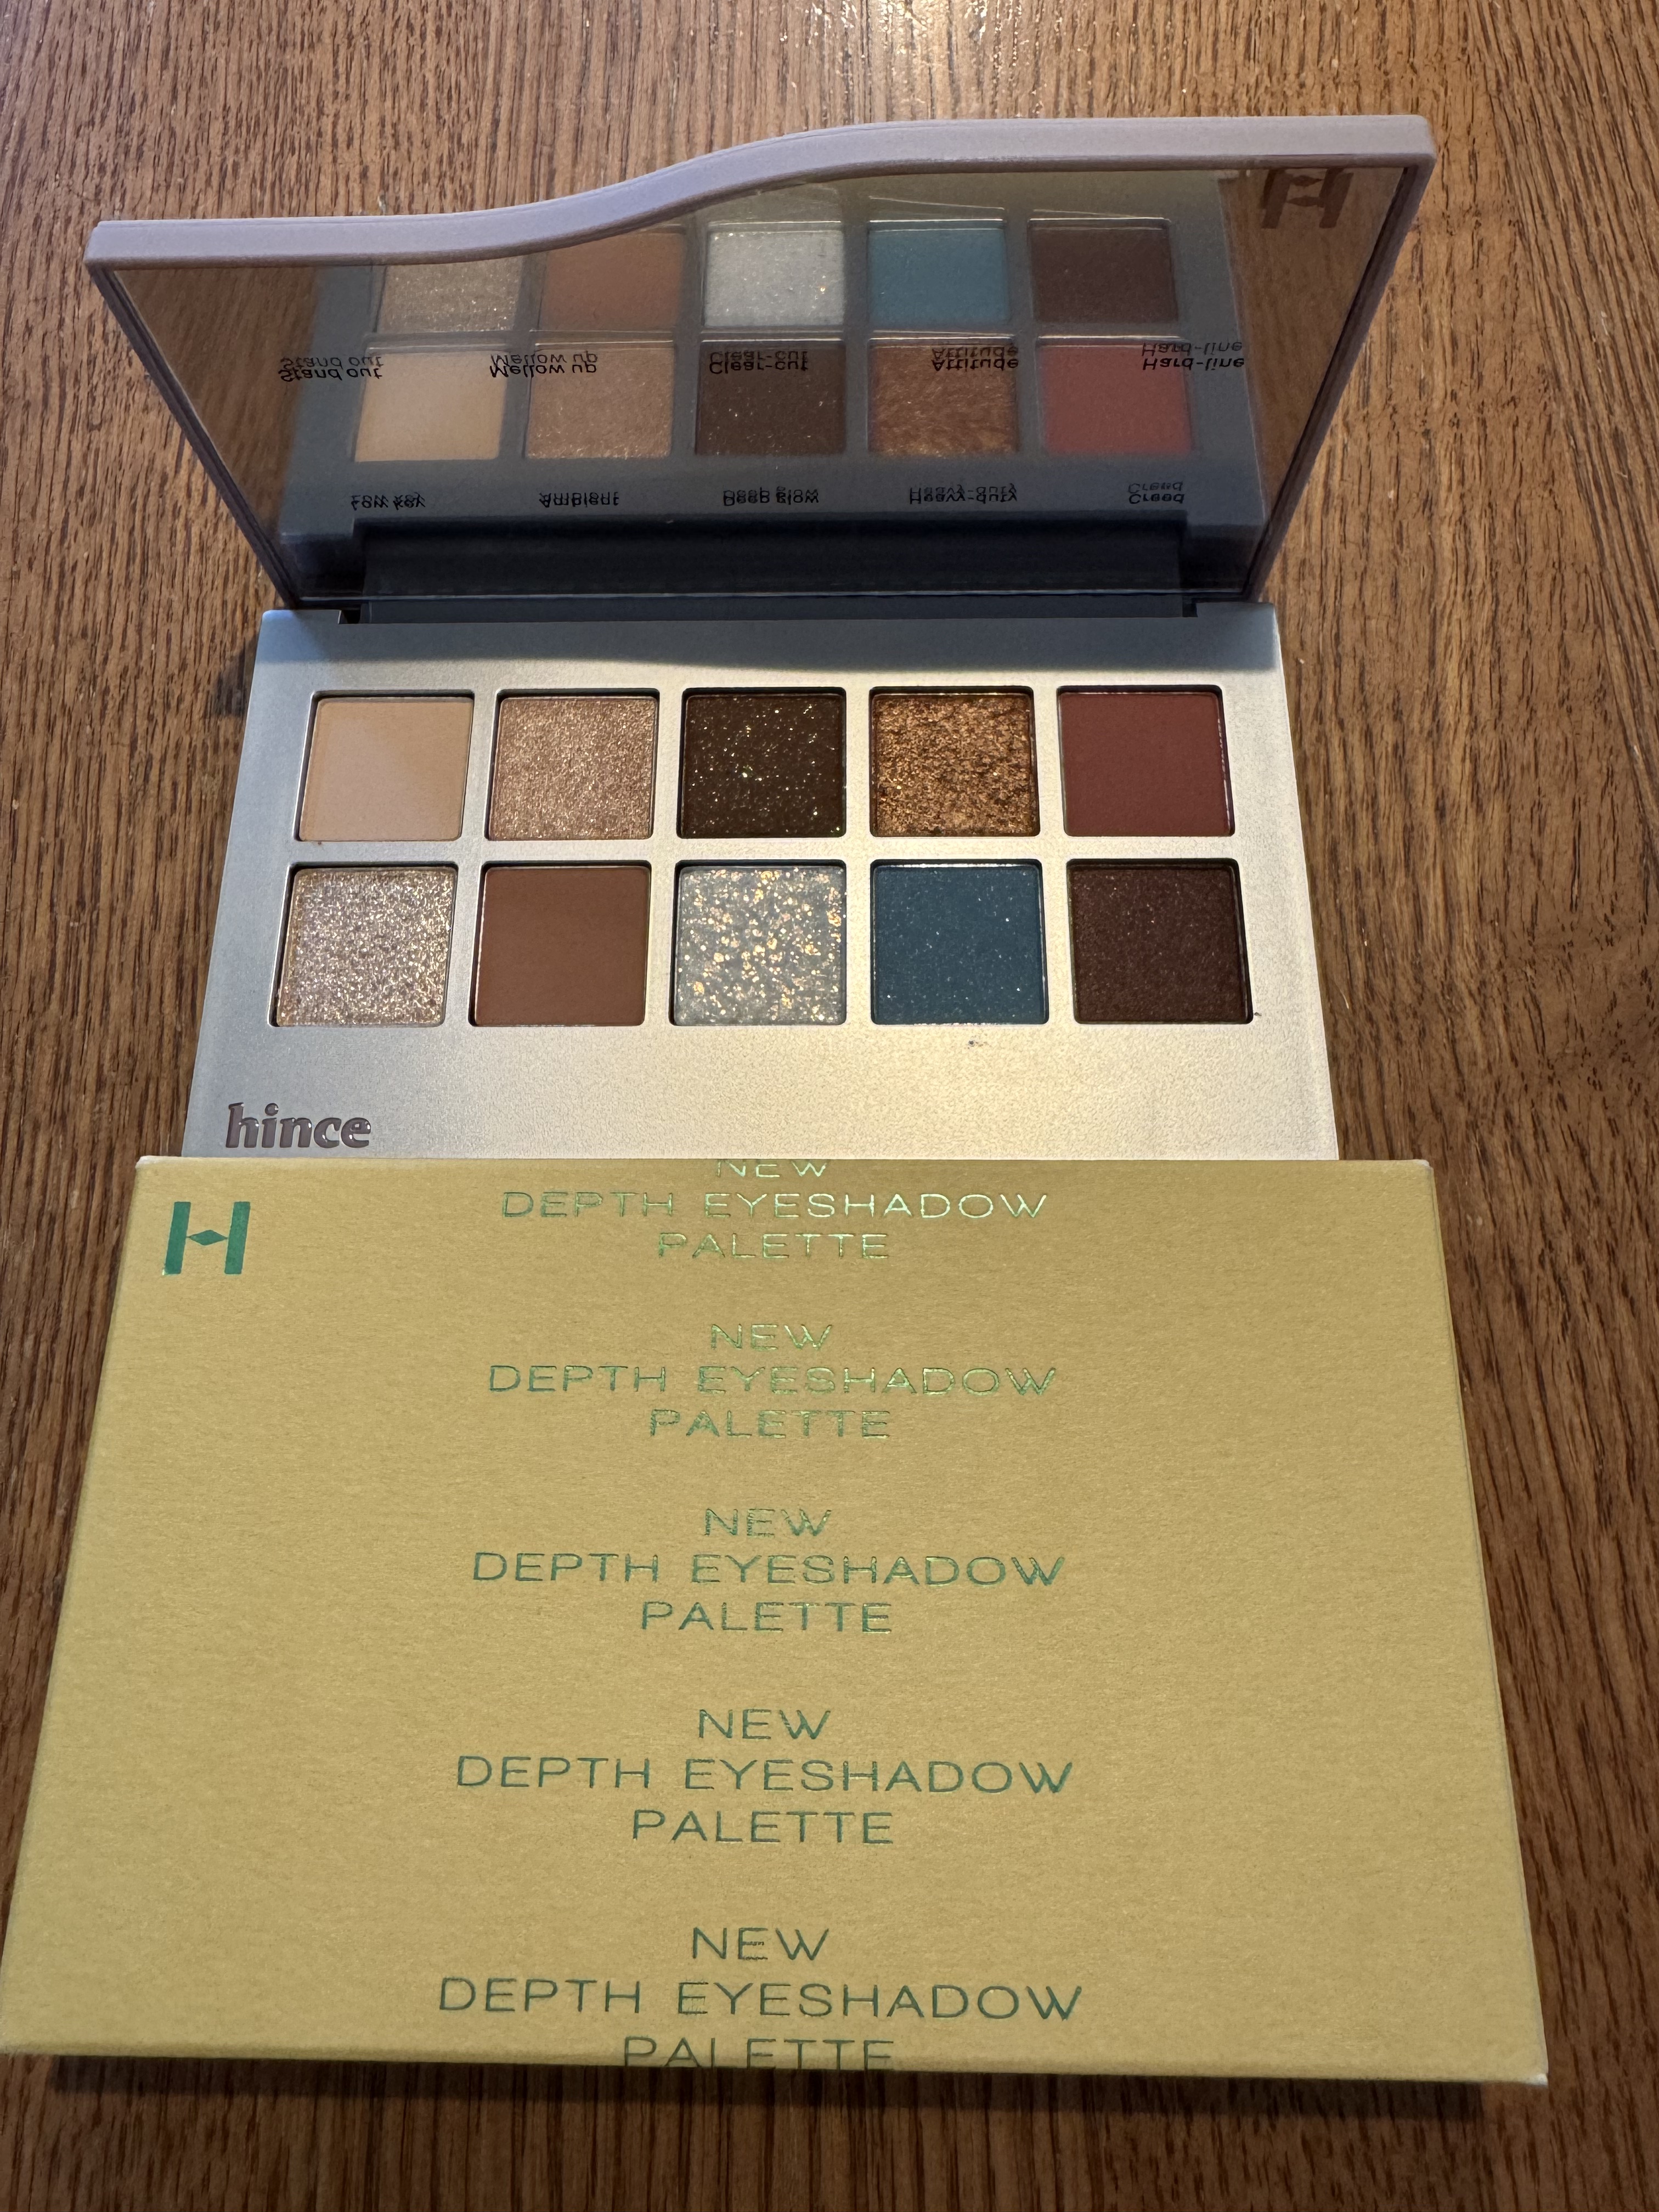 H
Stand out Mellow up Clear-cut Attitude Hard-line
Low key Ambient Deep glow Heavy-duty Creed
hince
H
NEW
DEPTH EYESHADOW
PALETTE
NEW
DEPTH EYESHADOW
PALETTE
NEW
DEPTH EYESHADOW
PALETTE
NEW
DEPTH EYESHADOW
PALETTE
NEW
DEPTH EYESHADOW
PALETTE